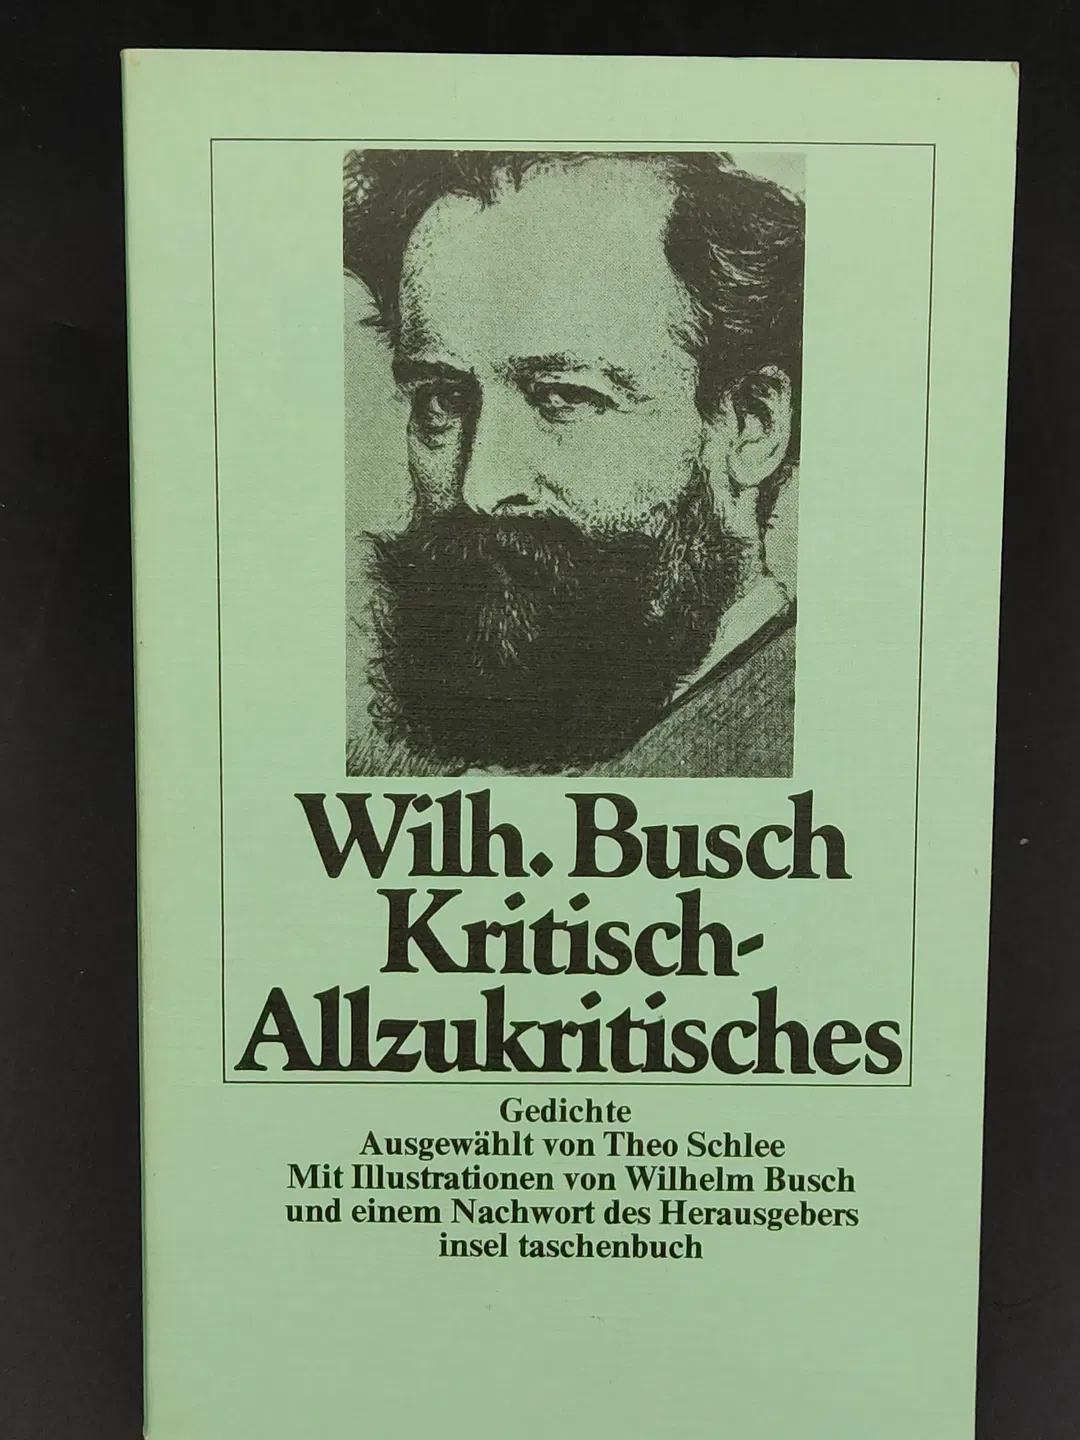 Wilh. Busch
Kritisch-
Allzukritisches
Gedichte
Ausgewählt von Theo Schlee
Mit Illustrationen von Wilhelm Busch
und einem Nachwort des Herausgebers
insel taschenbuch